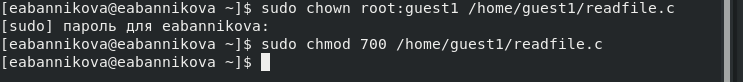 [eabannikova@eabannikova ~]$ sudo chown root:guest1 /home/guest1/readfile.c
[sudo] пароль для eabannikova:
[eabannikova@eabannikova ~]$ sudo chmod 700 /home/guest1/readfile.c
[eabannikova@eabannikova ~]$